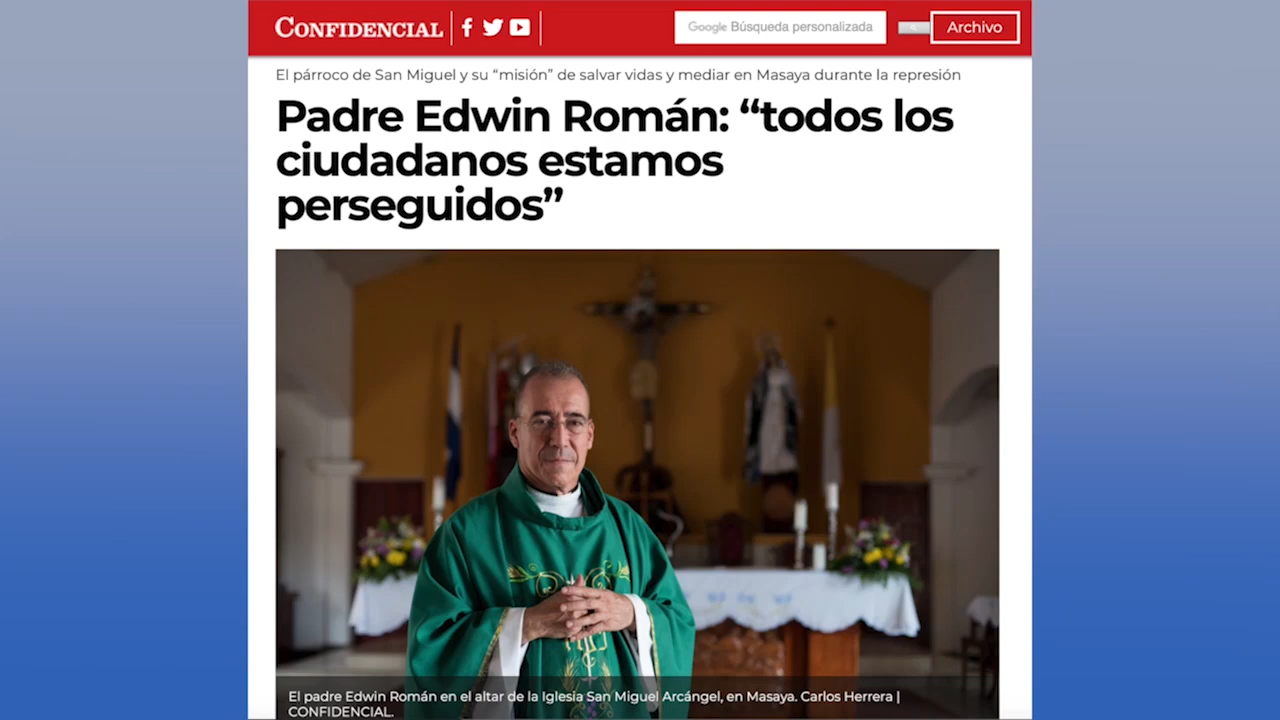 CONFIDENCIAL
Google Búsqueda personalizada
Archivo
El párroco de San Miguel y su “misión” de salvar vidas y mediar en Masaya durante la represión
Padre Edwin Román: “todos los
ciudadanos estamos
perseguidos”
El padre Edwin Román en el altar de la Iglesia San Miguel Arcángel, en Masaya. Carlos Herrera |
CONFIDENCIAL.